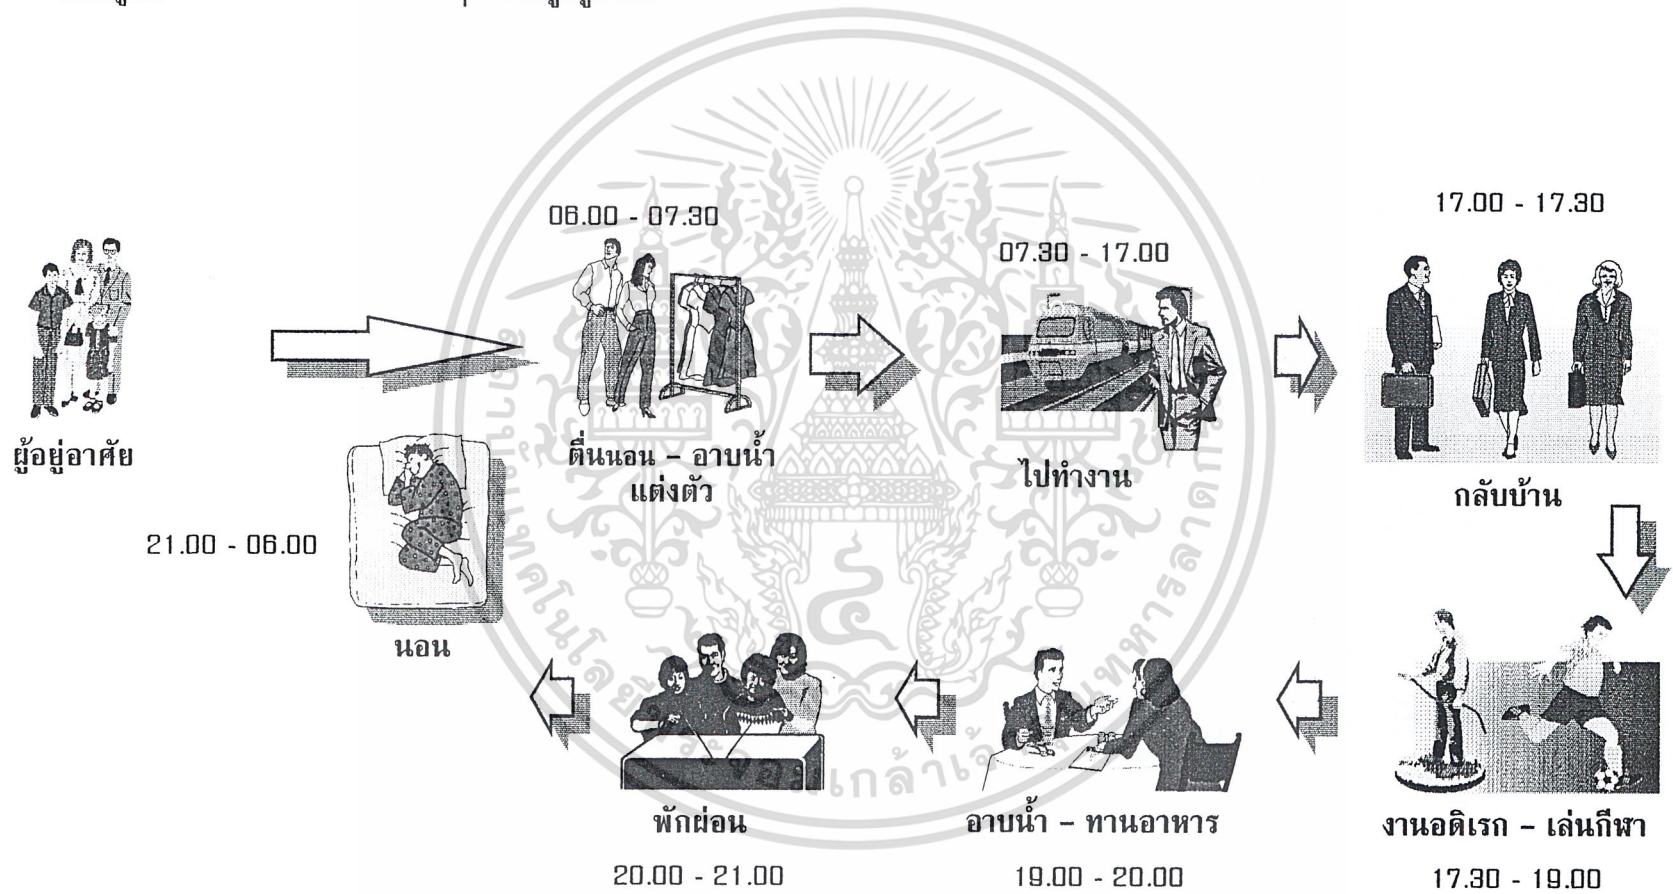 ผู้อยู่อาศัย
06.00 - 07.30
ตื่นนอน - อาบน้ำ
แต่งตัว
07.30 - 17.00
ไปทำงาน
17.00 - 17.30
กลับบ้าน
งานอดิเรก - เล่นกีฬา
17.30 - 19.00
อาบน้ำ - ทานอาหาร
19.00 - 20.00
พักผ่อน
20.00 - 21.00
21.00 - 06.00
นอน